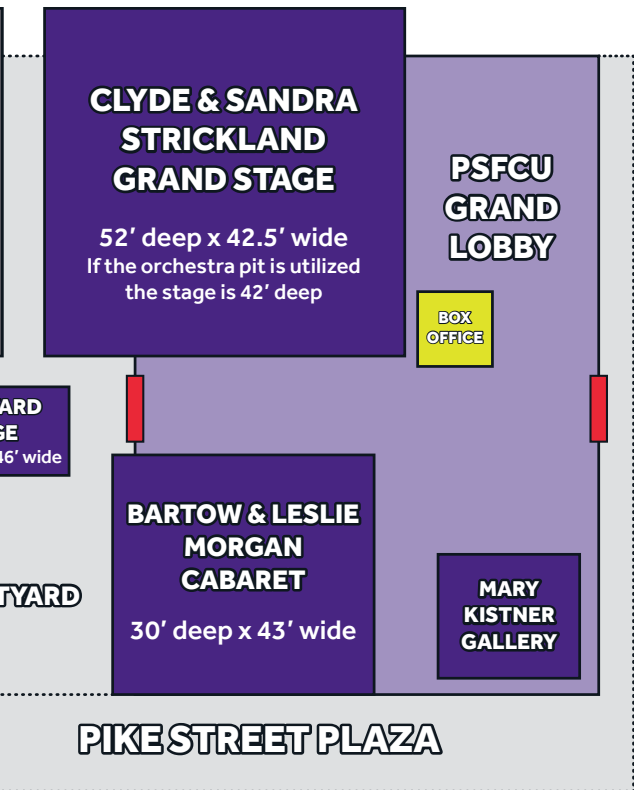 CLYDE & SANDRA
STRICKLAND
GRAND STAGE
52' deep x 42.5' wide
If the orchestra pit is utilized
the stage is 42' deep
PSFCU
GRAND
LOBBY
BOX
OFFICE
ARD
GE
46' wide
BARTOW & LESLIE
MORGAN
CABARET
30' deep x 43' wide
TYARD
MARY
KISTNER
GALLERY
PIKE STREET PLAZA